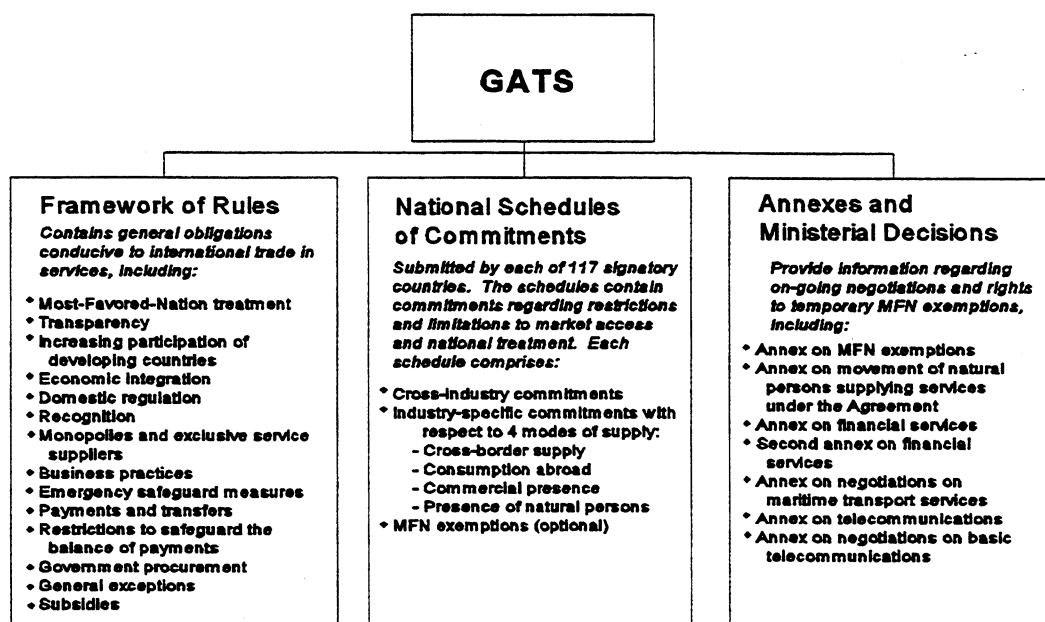 GATS
Framework of Rules
Contains general obligations
conducive to international trade in
services, including:
* Most-Favored-Nation treatment
* Transparency
* Increasing participation of
developing countries
* Economic integration
* Domestic regulation
* Recognition
* Monopolies and exclusive service
suppliers
* Business practices
* Emergency safeguard measures
* Payments and transfers
* Restrictions to safeguard the
balance of payments
* Government procurement
* General exceptions
* Subsidies
National Schedules
of Commitments
Submitted by each of 117 signatory
countries. The schedules contain
commitments regarding restrictions
and limitations to market access
and national treatment. Each
schedule comprises:
* Cross-industry commitments
* Industry-specific commitments with
respect to 4 modes of supply:
- Cross-border supply
- Consumption abroad
- Commercial presence
- Presence of natural persons
* MFN exemptions (optional)
Annexes and
Ministerial Decisions
Provide information regarding
on-going negotiations and rights
to temporary MFN exemptions,
including:
* Annex on MFN exemptions
* Annex on movement of natural
persons supplying services
under the Agreement
* Annex on financial services
* Second annex on financial
services
* Annex on negotiations on
maritime transport services
* Annex on telecommunications
* Annex on negotiations on basic
telecommunications